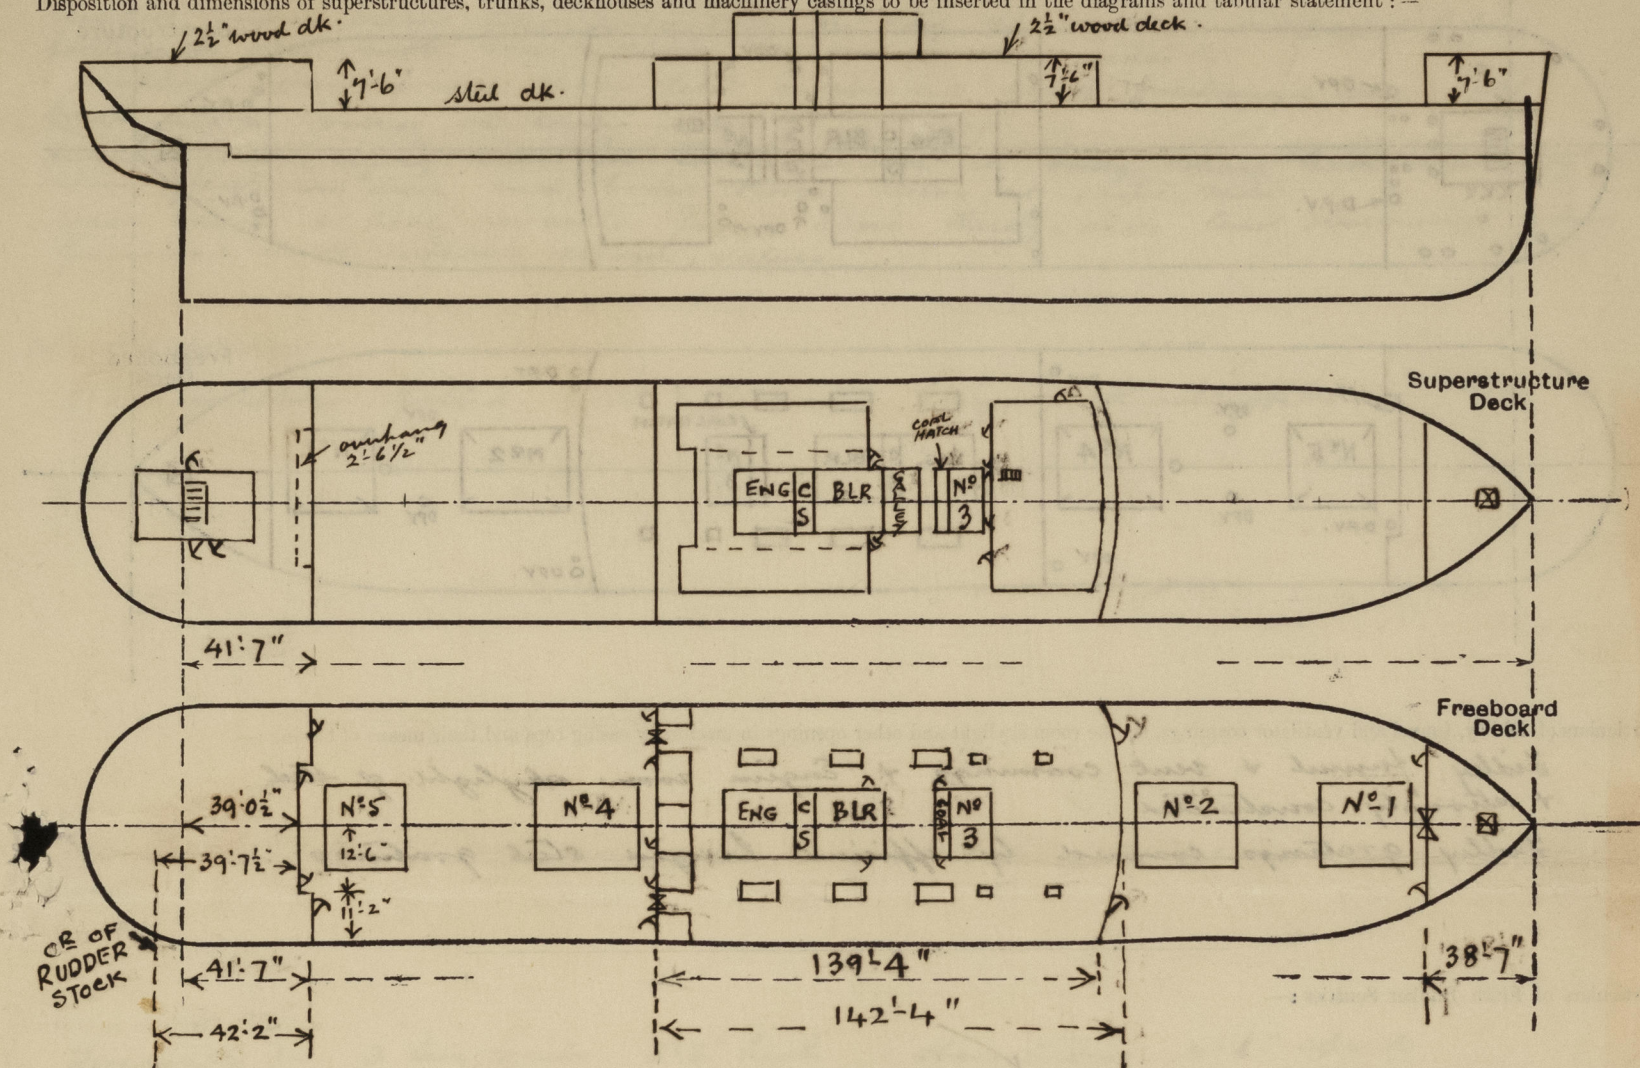 Disposition and dimensions of superstructures, trunks, deckhouses and machinery casings to be inserted in the diagrams and tabular statement :—
2½" wood dk.
2½" wood deck.
7'-6"
steel dk.
7'-6"
7'-6"
Superstructure
Deck
overhang
2'-6½"
COAL
HATCH
ENG
C
S
BLR
GALLEY
Nº
3
41'-7"
Freeboard
Deck
39'-0½"
Nº 5
Nº 4
ENG
C
S
BLR
COAL
Nº
3
Nº 2
Nº 1
12'-6"
39'-7½"
11'-2"
CR OF
RUDDER
STOCK
41'-7"
139'-4"
38'-7"
42'-2"
142'-4"